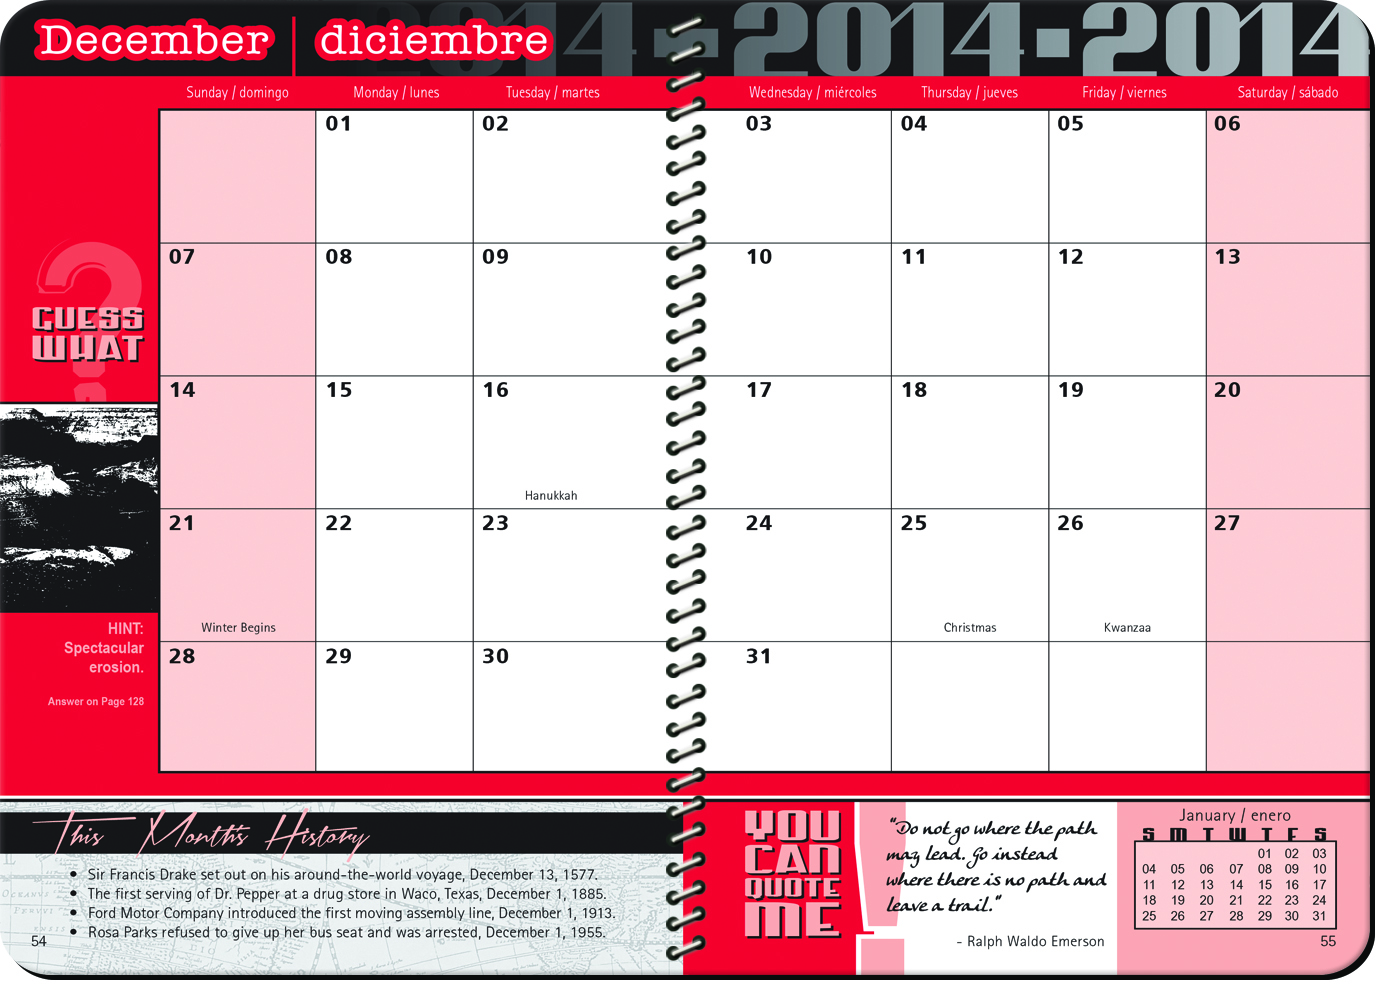 December | diciembre
2014-2014-2014
Sunday / domingo Monday / lunes Tuesday / martes Wednesday / miércoles Thursday / jueves Friday / viernes Saturday / sábado
01 02 03 04 05 06
07 08 09 10 11 12 13
GUESS
WHAT
?
14 15 16 17 18 19 20
Hanukkah
21 22 23 24 25 26 27
Winter Begins Christmas Kwanzaa
HINT:
Spectacular
erosion.
Answer on Page 128
28 29 30 31
This Month's History
• Sir Francis Drake set out on his around-the-world voyage, December 13, 1577.
• The first serving of Dr. Pepper at a drug store in Waco, Texas, December 1, 1885.
• Ford Motor Company introduced the first moving assembly line, December 1, 1913.
• Rosa Parks refused to give up her bus seat and was arrested, December 1, 1955.
54
YOU
CAN
QUOTE
ME
"Do not go where the path
may lead. Go instead
where there is no path and
leave a trail."
- Ralph Waldo Emerson
January / enero
S M T W T F S
01 02 03
04 05 06 07 08 09 10
11 12 13 14 15 16 17
18 19 20 21 22 23 24
25 26 27 28 29 30 31
55